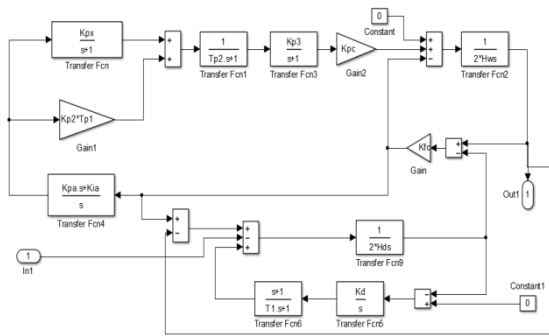 0
Constant
Kpx
s+1
Transfer Fcn
1
Tp2.s+1
Transfer Fcn1
Kp3
s+1
Transfer Fcn3
Kpc
Gain2
1
2*Hws
Transfer Fcn2
Kp2*Tp1
Gain1
Gain
Kpa.s+Kia
s
Transfer Fcn4
1
Out1
1
In1
1
2*Hds
Transfer Fcn9
s+1
T1.s+1
Transfer Fcn6
Kd
s
Transfer Fcn5
Constant1
0